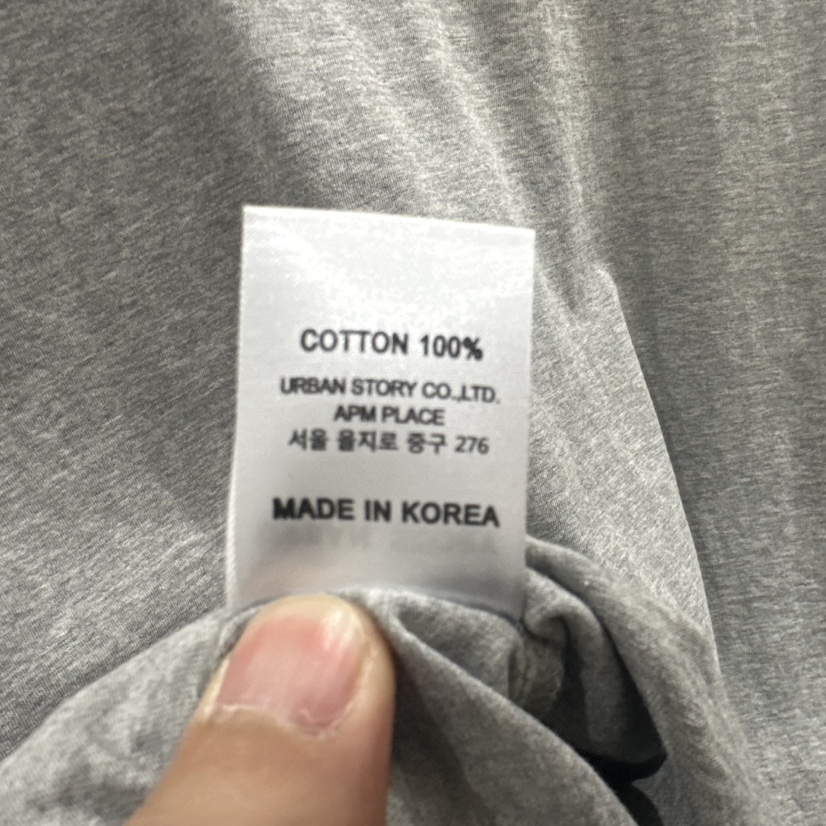 COTTON 100%
URBAN STORY CO.,LTD.
APM PLACE
서울 을지로 중구 276
MADE IN KOREA